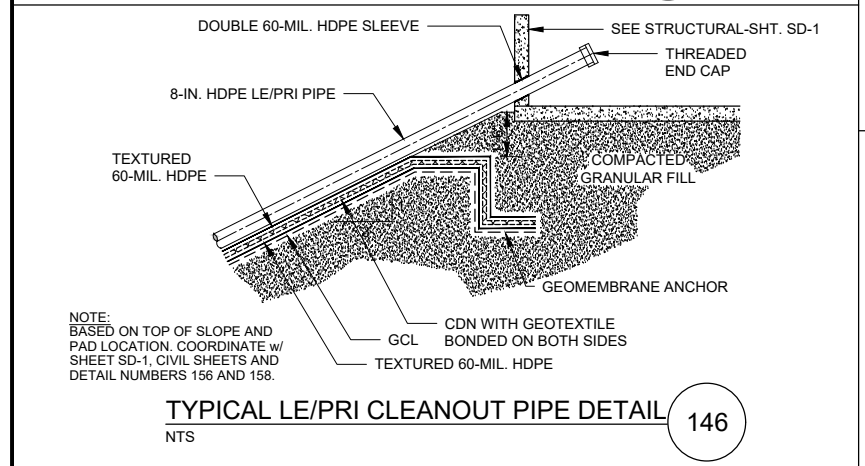 DOUBLE 60-MIL. HDPE SLEEVE
SEE STRUCTURAL-SHT. SD-1
THREADED
END CAP
8-IN. HDPE LE/PRI PIPE
TEXTURED
60-MIL. HDPE
COMPACTED
GRANULAR FILL
GEOMEMBRANE ANCHOR
CDN WITH GEOTEXTILE
BONDED ON BOTH SIDES
GCL
TEXTURED 60-MIL. HDPE
NOTE:
BASED ON TOP OF SLOPE AND
PAD LOCATION. COORDINATE w/
SHEET SD-1, CIVIL SHEETS AND
DETAIL NUMBERS 156 AND 158.
TYPICAL LE/PRI CLEANOUT PIPE DETAIL
146
NTS